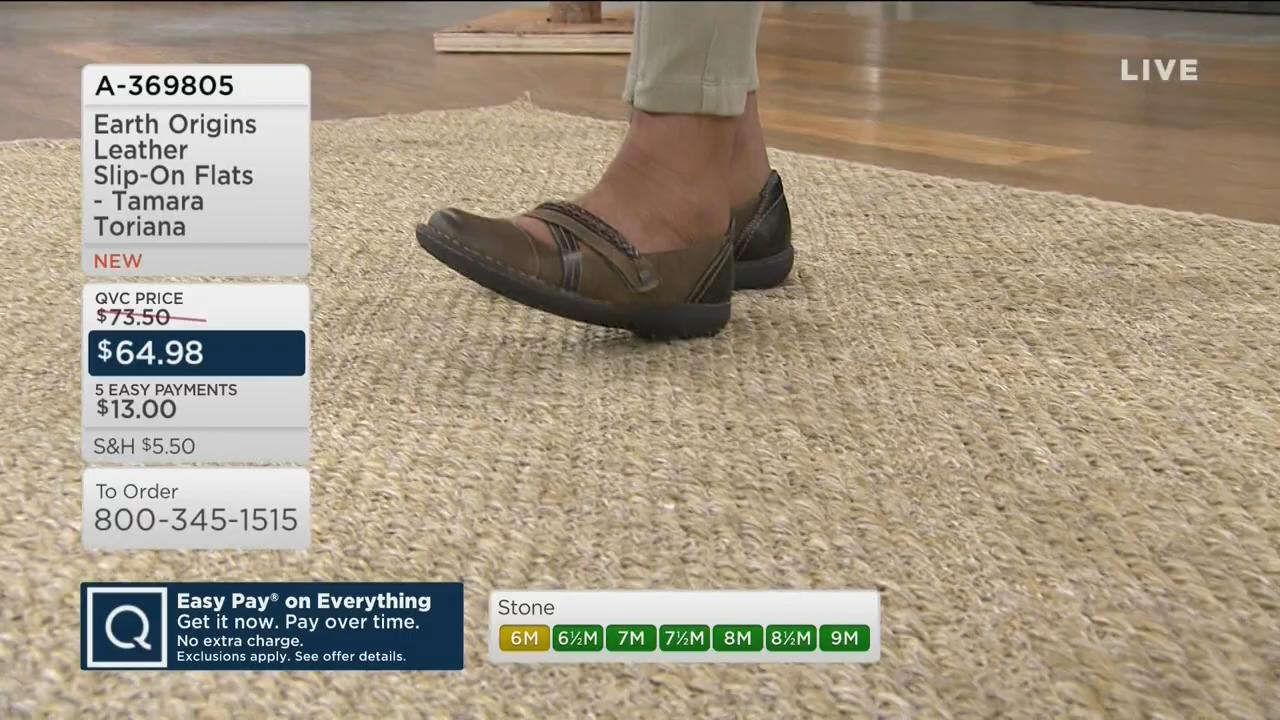 A-369805
Earth Origins
Leather
Slip-On Flats
- Tamara
Toriana
NEW
QVC PRICE
$73.50
$64.98
5 EASY PAYMENTS
$13.00
S&H $5.50
To Order
800-345-1515
LIVE
Q
Easy Pay® on Everything
Get it now. Pay over time.
No extra charge.
Exclusions apply. See offer details.
Stone
6M 6½M 7M 7½M 8M 8½M 9M